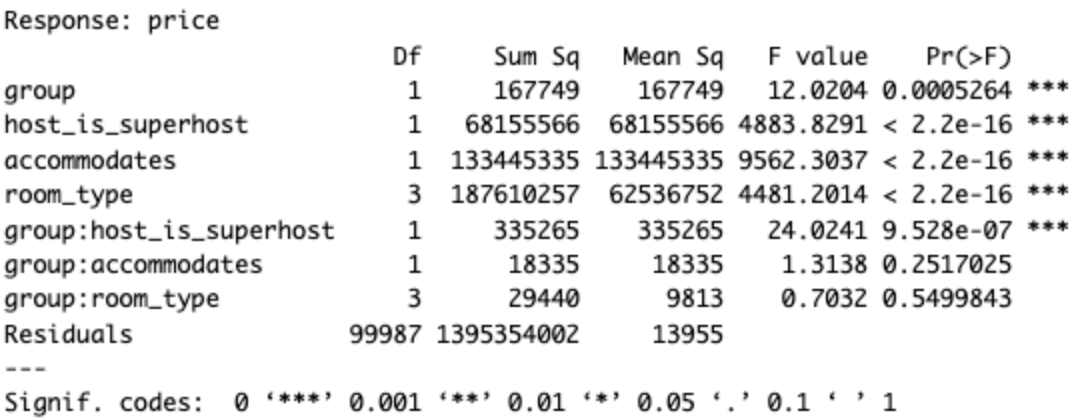 Response: price
Df Sum Sq Mean Sq F value Pr(>F)
group 1 167749 167749 12.0204 0.0005264 ***
host_is_superhost 1 68155566 68155566 4883.8291 < 2.2e-16 ***
accommodates 1 133445335 133445335 9562.3037 < 2.2e-16 ***
room_type 3 187610257 62536752 4481.2014 < 2.2e-16 ***
group:host_is_superhost 1 335265 335265 24.0241 9.528e-07 ***
group:accommodates 1 18335 18335 1.3138 0.2517025
group:room_type 3 29440 9813 0.7032 0.5499843
Residuals 99987 1395354002 13955
---
Signif. codes: 0 ‘***’ 0.001 ‘**’ 0.01 ‘*’ 0.05 ‘.’ 0.1 ‘ ’ 1